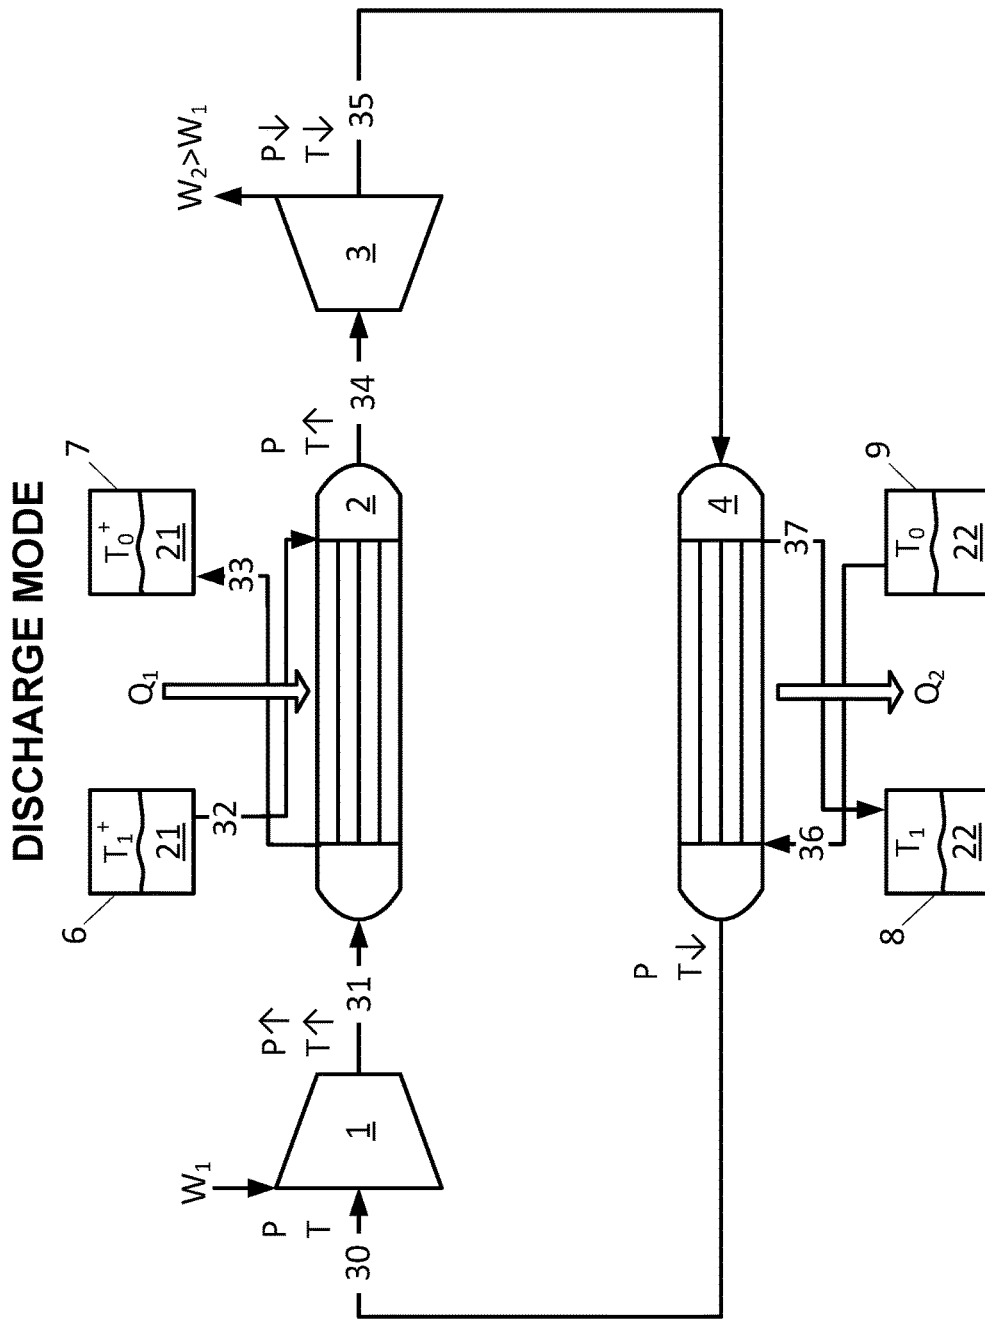 DISCHARGE MODE
6
T₁⁺
21
7
T₀⁺
21
32
33
Q₁
W₁
P
T
30
1
P↑
T↑
31
2
P
T↑
34
3
W₂>W₁
P↓
T↓
35
P
T↓
4
36
37
Q₂
8
T₁
22
9
T₀
22